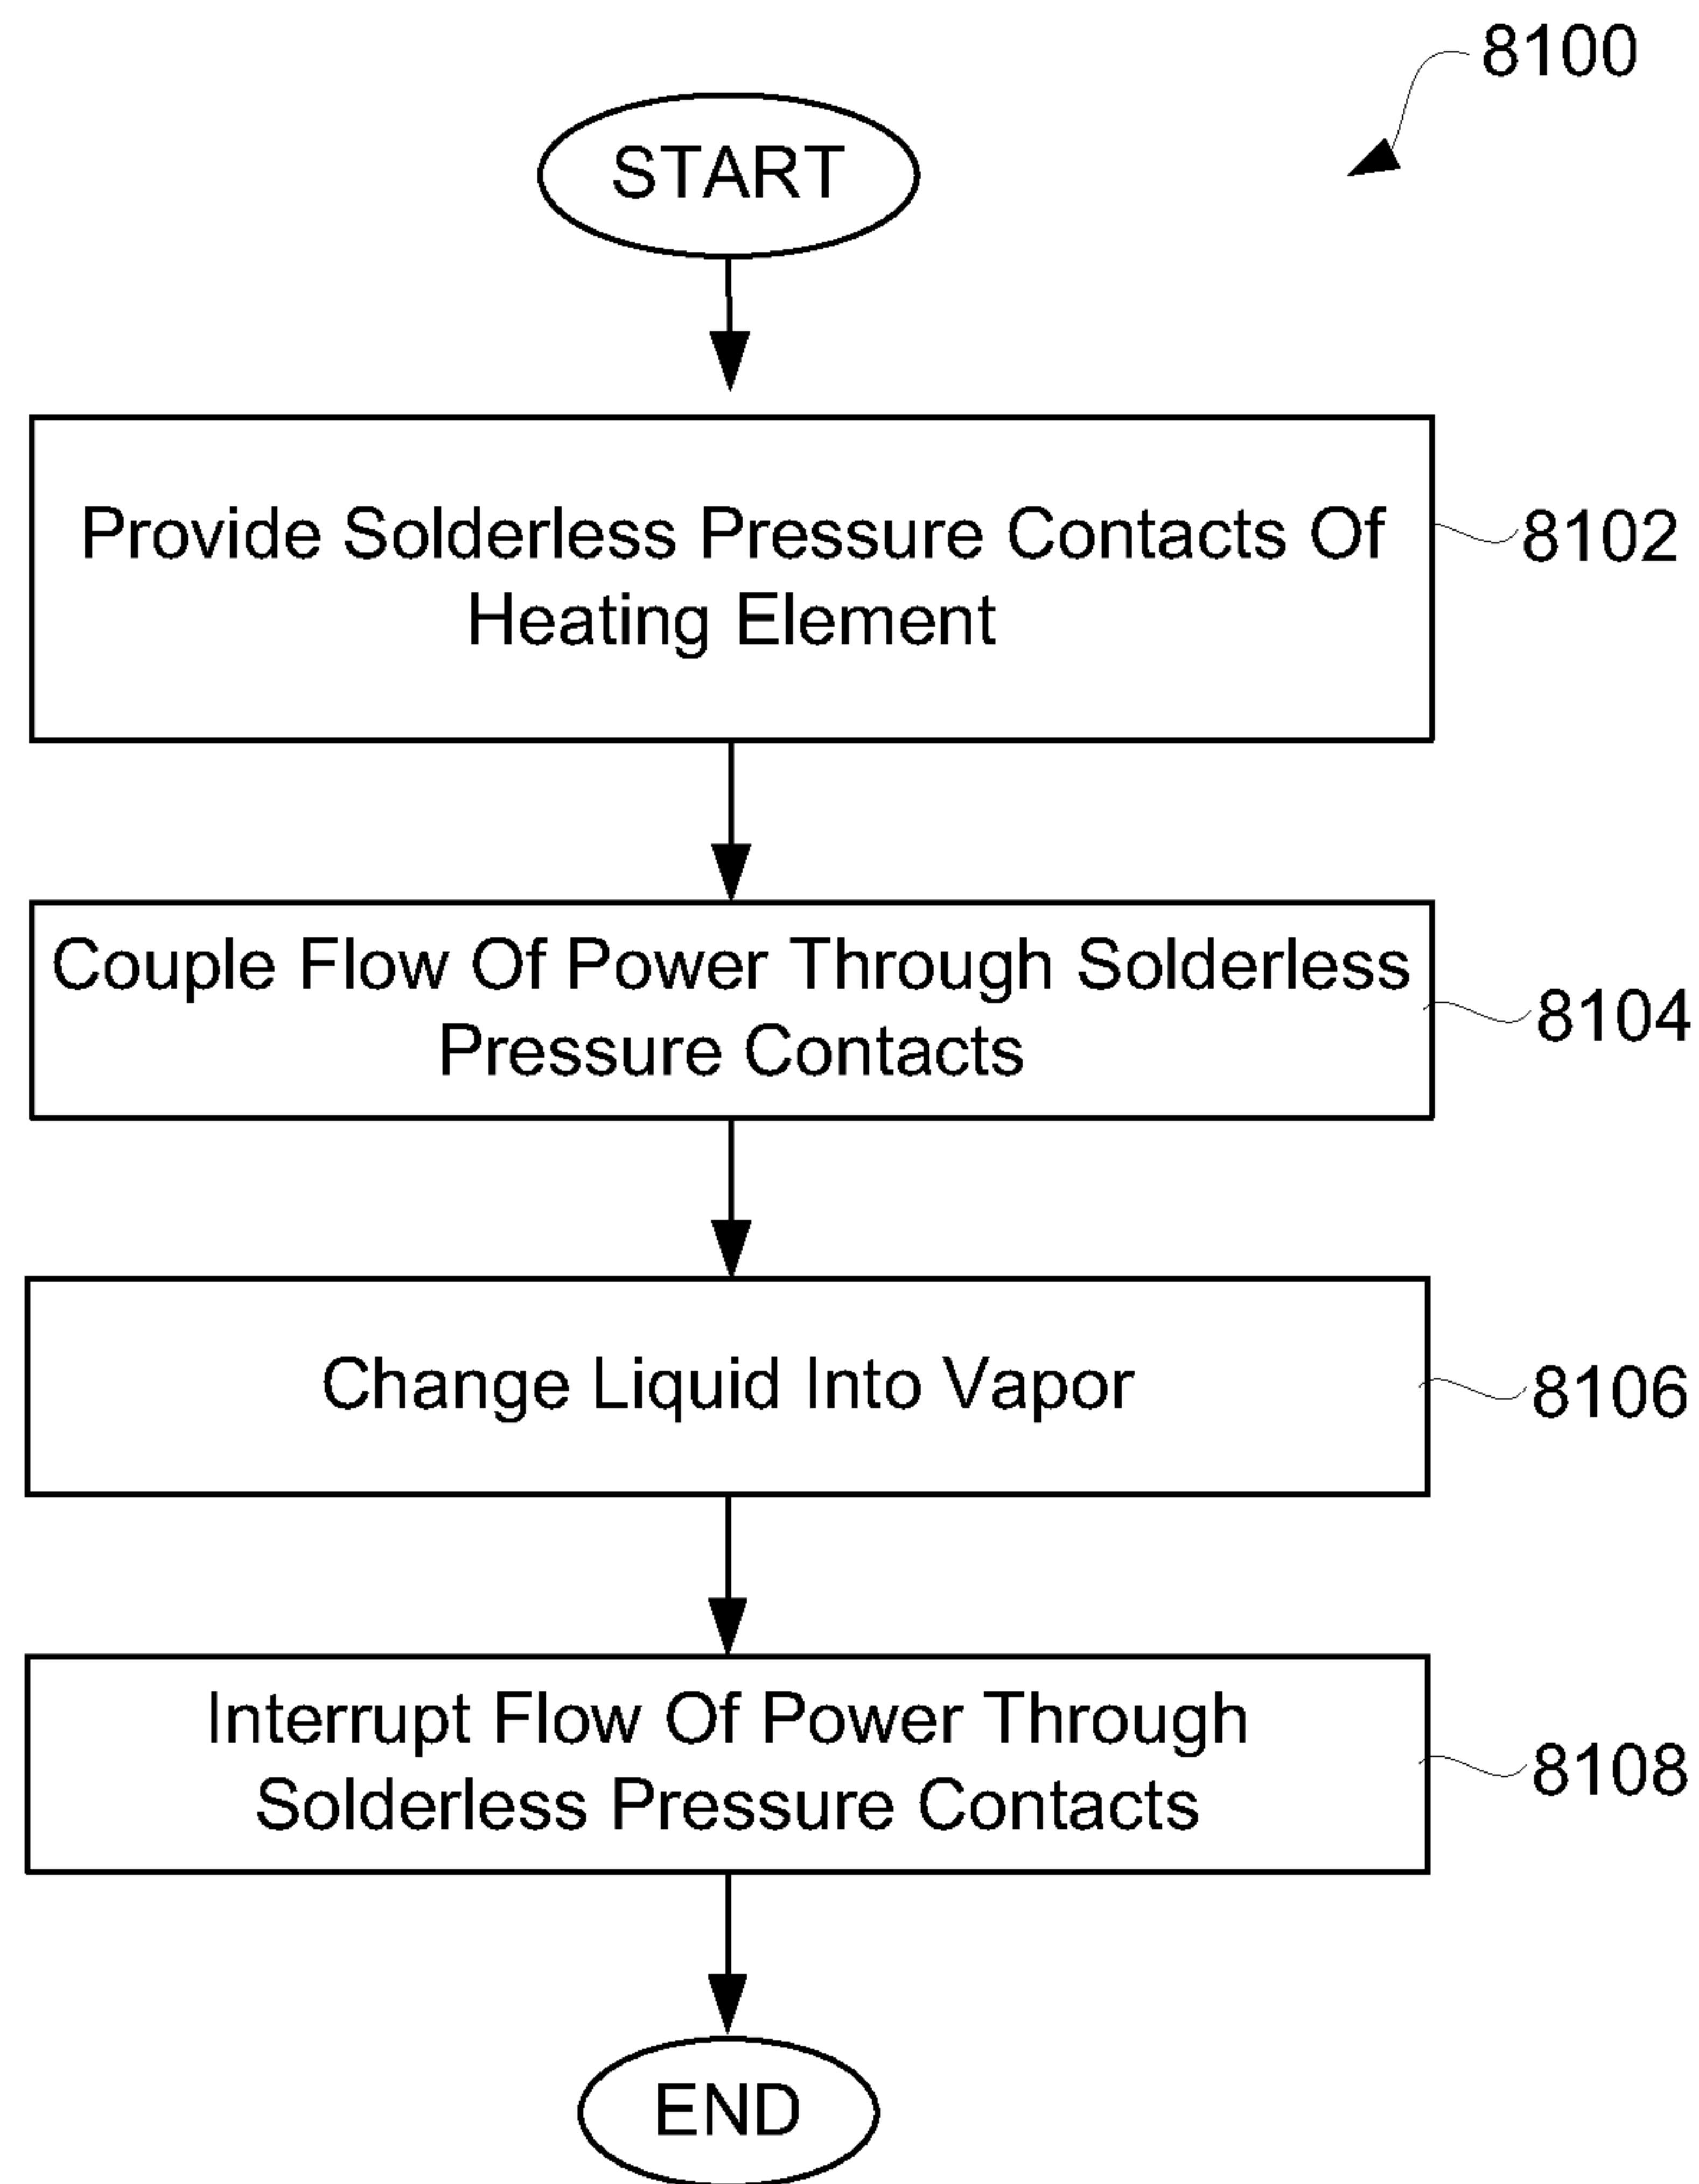 8100
START
Provide Solderless Pressure Contacts Of
Heating Element
8102
Couple Flow Of Power Through Solderless
Pressure Contacts
8104
Change Liquid Into Vapor
8106
Interrupt Flow Of Power Through
Solderless Pressure Contacts
8108
END